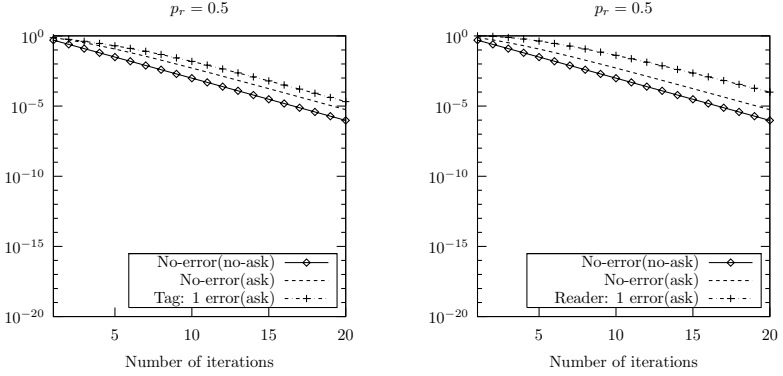 p_r = 0.5
10^0
10^{-5}
10^{-10}
10^{-15}
10^{-20}
No-error(no-ask)
No-error(ask)
Tag: 1 error(ask)
5 10 15 20
Number of iterations
p_r = 0.5
10^0
10^{-5}
10^{-10}
10^{-15}
10^{-20}
No-error(no-ask)
No-error(ask)
Reader: 1 error(ask)
5 10 15 20
Number of iterations